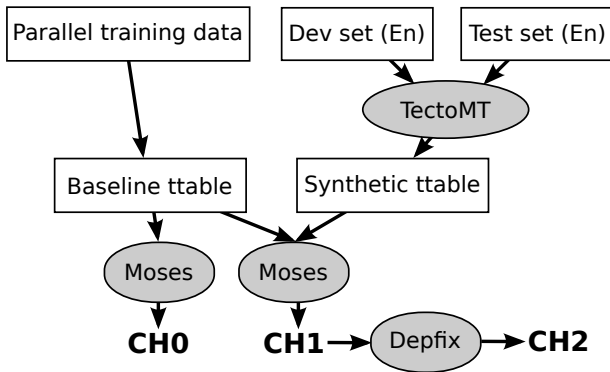 Parallel training data
Dev set (En)
Test set (En)
TectoMT
Baseline ttable
Synthetic ttable
Moses
Moses
CH0
CH1
Depfix
CH2